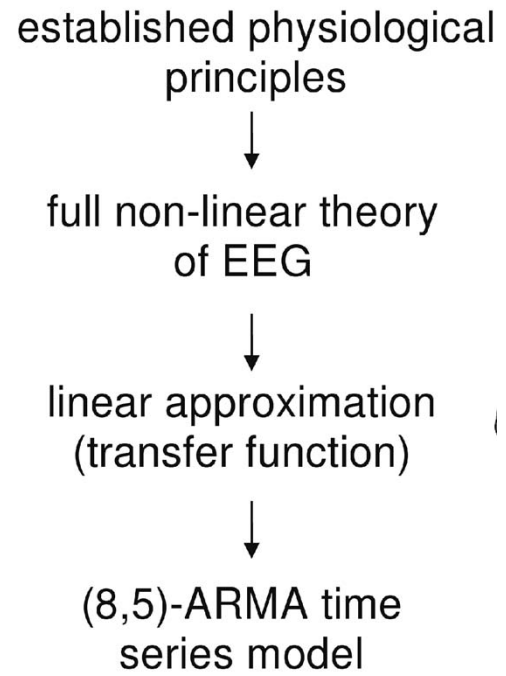 established physiological
principles
full non-linear theory
of EEG
linear approximation
(transfer function)
(8,5)-ARMA time
series model